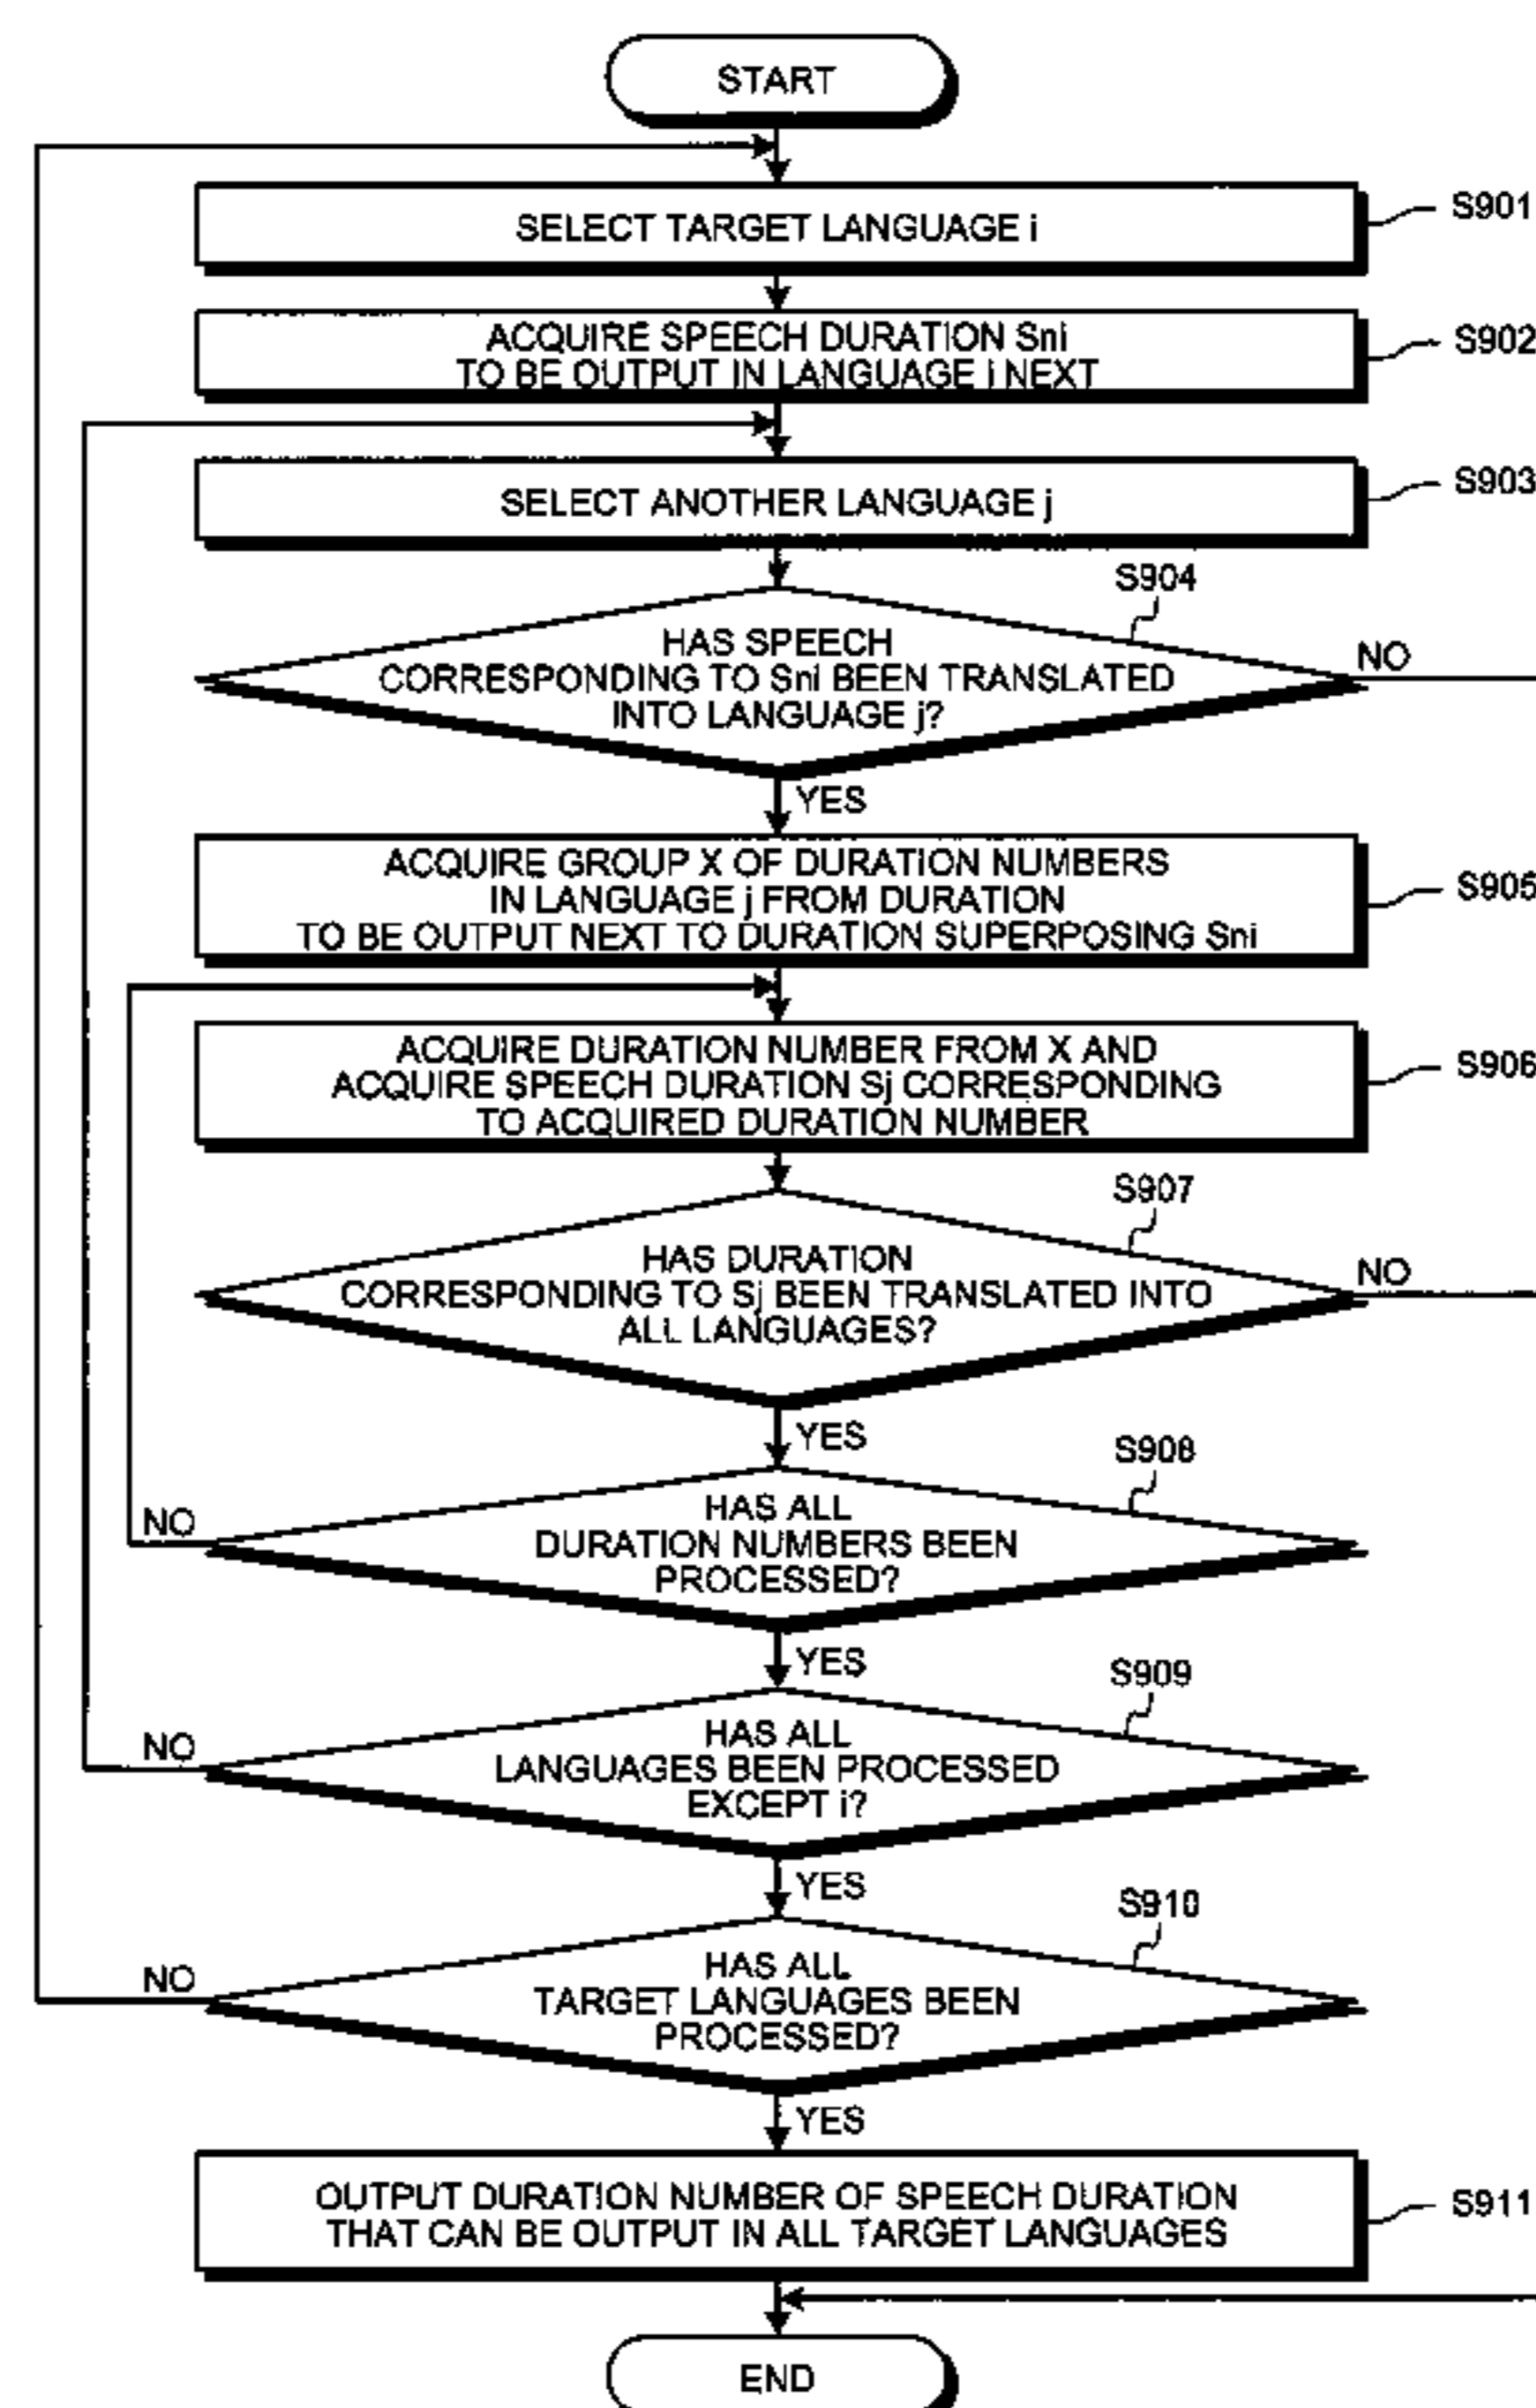 START
SELECT TARGET LANGUAGE i
S901
ACQUIRE SPEECH DURATION Sni
TO BE OUTPUT IN LANGUAGE i NEXT
S902
SELECT ANOTHER LANGUAGE j
S903
S904
HAS SPEECH
CORRESPONDING TO Sni BEEN TRANSLATED
INTO LANGUAGE j?
NO
YES
ACQUIRE GROUP X OF DURATION NUMBERS
IN LANGUAGE j FROM DURATION
TO BE OUTPUT NEXT TO DURATION SUPERPOSING Sni
S905
ACQUIRE DURATION NUMBER FROM X AND
ACQUIRE SPEECH DURATION Sj CORRESPONDING
TO ACQUIRED DURATION NUMBER
S906
S907
HAS DURATION
CORRESPONDING TO Sj BEEN TRANSLATED INTO
ALL LANGUAGES?
NO
YES
S908
HAS ALL
DURATION NUMBERS BEEN
PROCESSED?
NO
YES
S909
HAS ALL
LANGUAGES BEEN PROCESSED
EXCEPT i?
NO
YES
S910
HAS ALL
TARGET LANGUAGES BEEN
PROCESSED?
NO
YES
OUTPUT DURATION NUMBER OF SPEECH DURATION
THAT CAN BE OUTPUT IN ALL TARGET LANGUAGES
S911
END